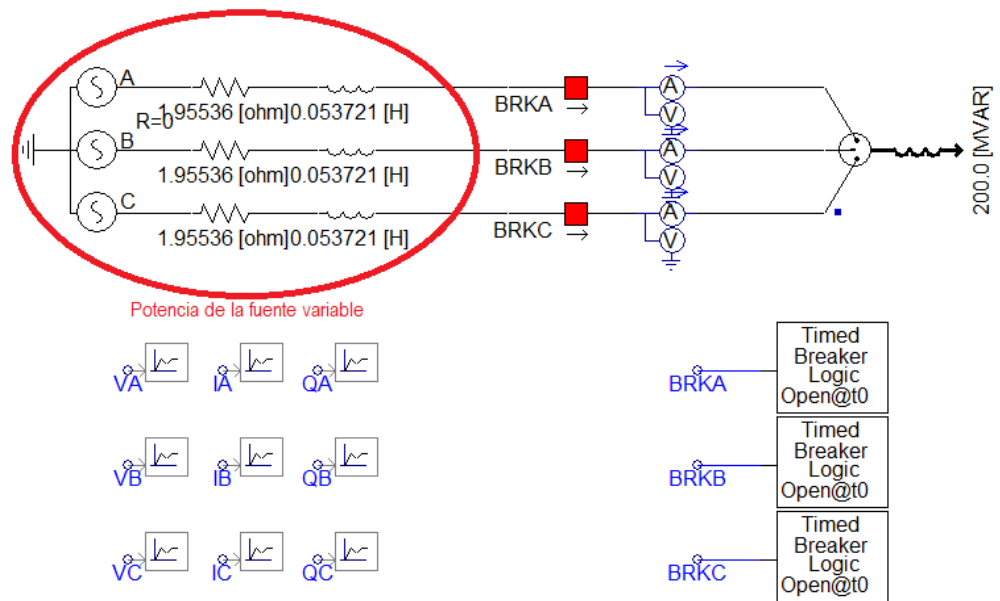 A
1.95536 [ohm]0.053721 [H]
R=0
B
1.95536 [ohm]0.053721 [H]
C
1.95536 [ohm]0.053721 [H]
BRKA
BRKB
BRKC
A
V
A
V
A
V
200.0 [MVAR]
Potencia de la fuente variable
VA
IA
QA
VB
IB
QB
VC
IC
QC
BRKA
Timed
Breaker
Logic
Open@t0
BRKB
Timed
Breaker
Logic
Open@t0
BRKC
Timed
Breaker
Logic
Open@t0